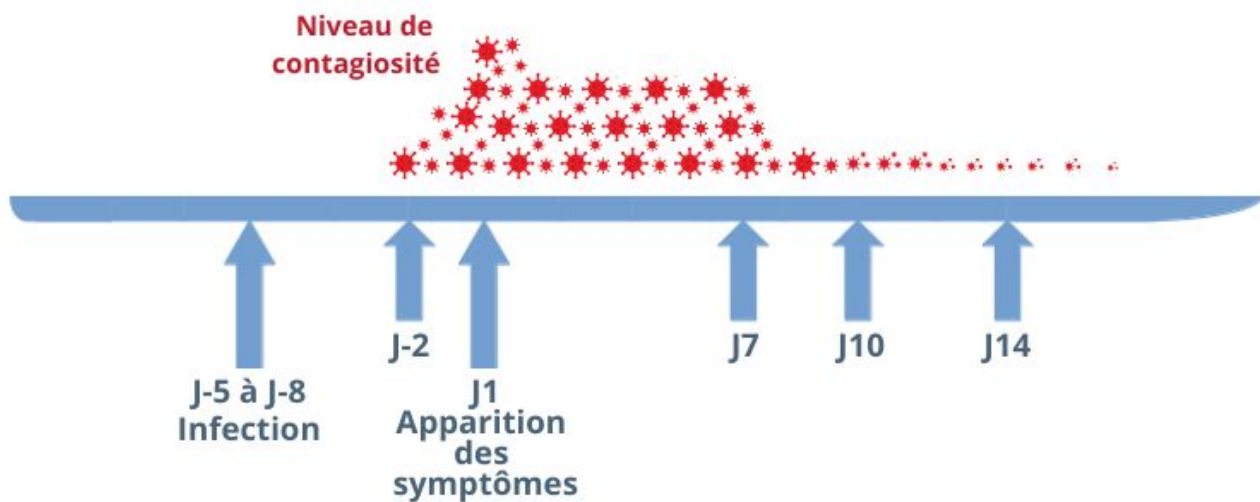 Niveau de
contagiosité
J-2
J7
J10
J14
J-5 à J-8
Infection
J1
Apparition
des
symptômes